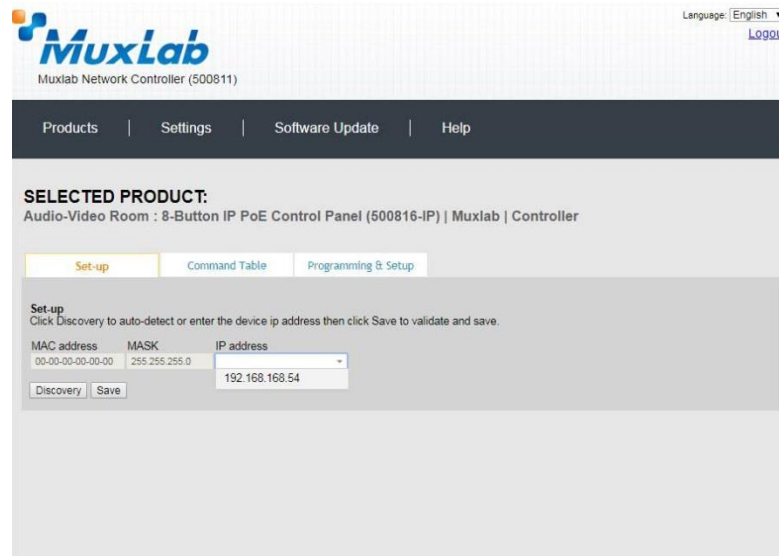 Language: English
Logou
MuxLab
Muxlab Network Controller (500811)
Products | Settings | Software Update | Help
SELECTED PRODUCT:
Audio-Video Room : 8-Button IP PoE Control Panel (500816-IP) | Muxlab | Controller
Set-up Command Table Programming & Setup
Set-up
Click Discovery to auto-detect or enter the device ip address then click Save to validate and save.
MAC address MASK IP address
00-00-00-00-00-00 255.255.255.0
192.168.168.54
Discovery Save